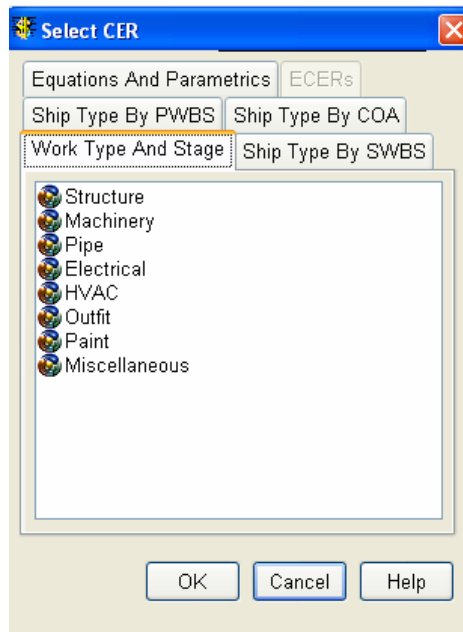 Select CER
Equations And Parametrics ECERs
Ship Type By PWBS Ship Type By COA
Work Type And Stage Ship Type By SWBS
Structure
Machinery
Pipe
Electrical
HVAC
Outfit
Paint
Miscellaneous
OK Cancel Help